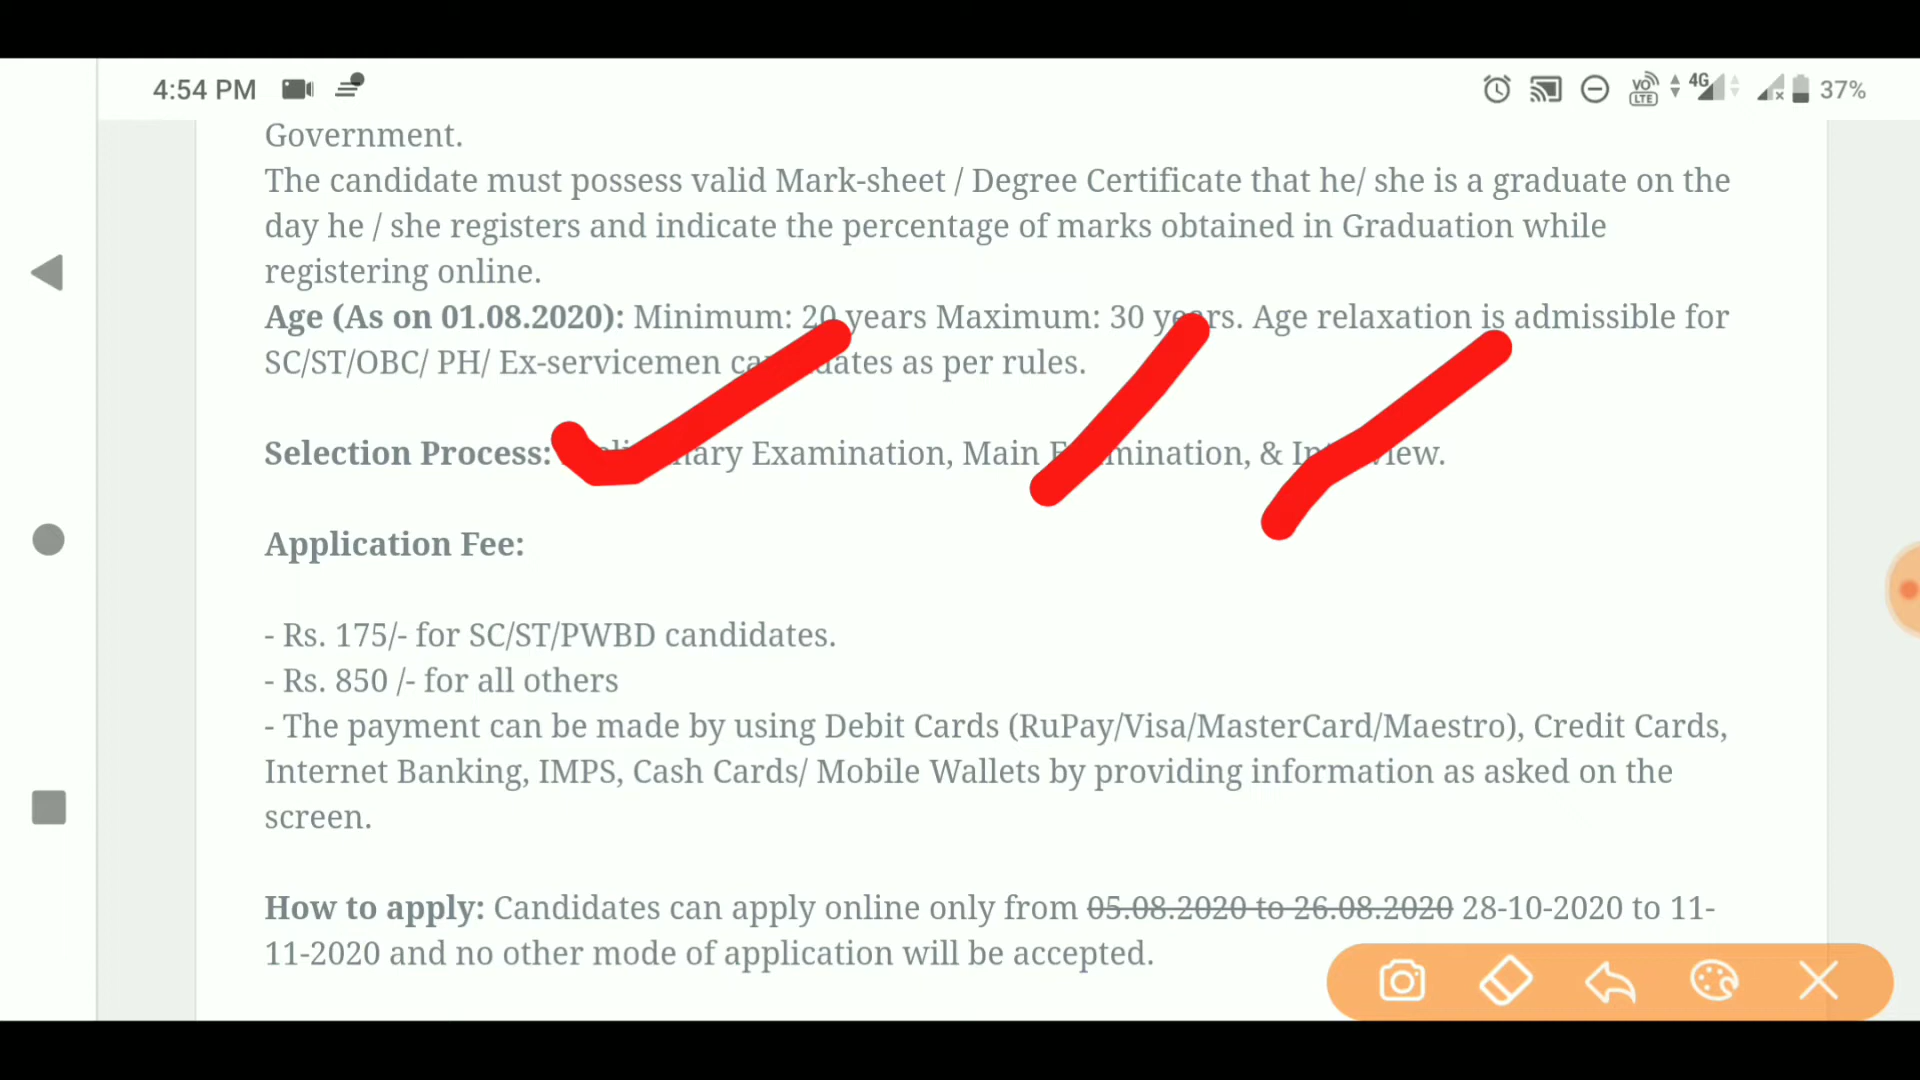 4:54 PM
VO LTE 4G 37%
Government.
The candidate must possess valid Mark-sheet / Degree Certificate that he/ she is a graduate on the
day he / she registers and indicate the percentage of marks obtained in Graduation while
registering online.
Age (As on 01.08.2020): Minimum: 20 years Maximum: 30 years. Age relaxation is admissible for
SC/ST/OBC/ PH/ Ex-servicemen candidates as per rules.
Selection Process: Preliminary Examination, Main Examination, & Interview.
Application Fee:
- Rs. 175/- for SC/ST/PWBD candidates.
- Rs. 850 /- for all others
- The payment can be made by using Debit Cards (RuPay/Visa/MasterCard/Maestro), Credit Cards,
Internet Banking, IMPS, Cash Cards/ Mobile Wallets by providing information as asked on the
screen.
How to apply: Candidates can apply online only from 05.08.2020 to 26.08.2020 28-10-2020 to 11-
11-2020 and no other mode of application will be accepted.